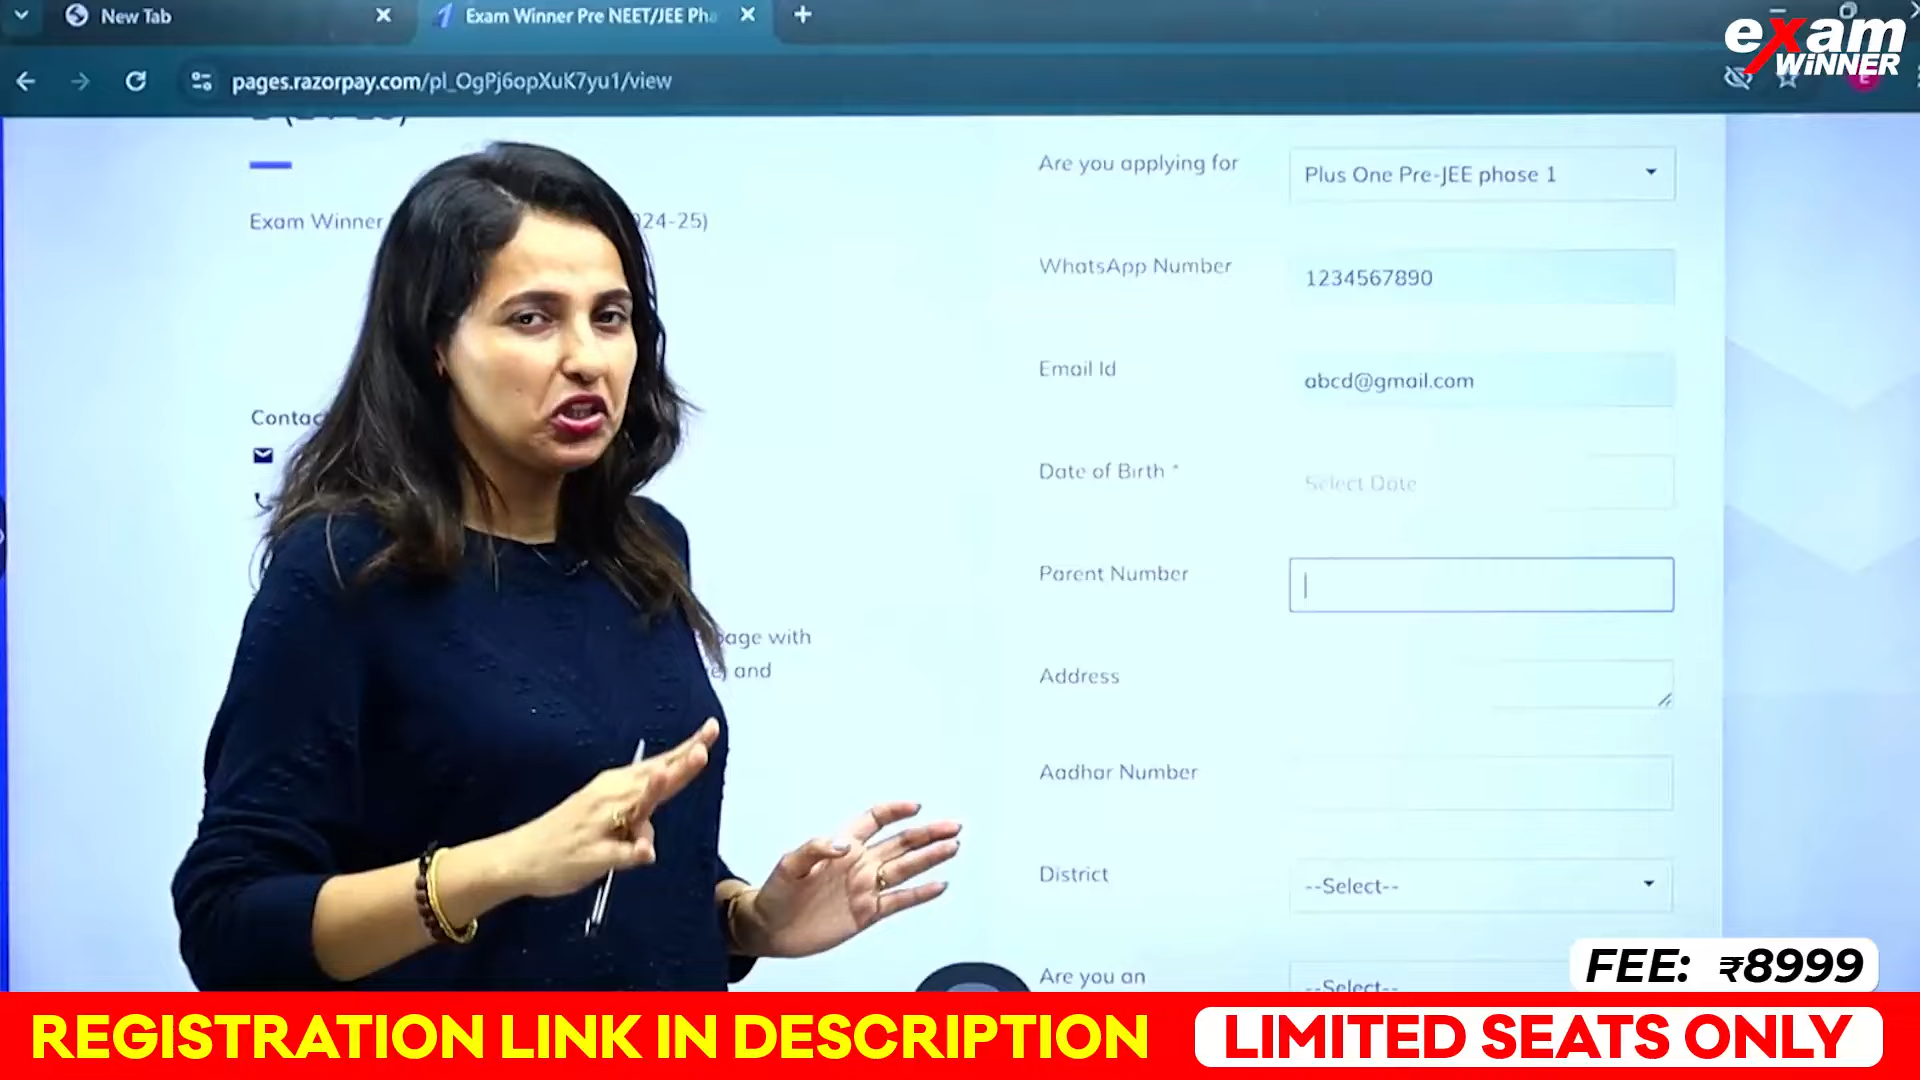 New Tab
Exam Winner Pre NEET/JEE Pha
exam
WiNNER
pages.razorpay.com/pl_OgPj6opXuK7yu1/view
Are you applying for
Plus One Pre-JEE phase 1
Exam Winner
24-25)
WhatsApp Number
1234567890
Email Id
abcd@gmail.com
Contac
Date of Birth *
Select Date
Parent Number
page with
and
Address
Aadhar Number
District
--Select--
Are you an
--Select--
FEE: ₹8999
REGISTRATION LINK IN DESCRIPTION
LIMITED SEATS ONLY